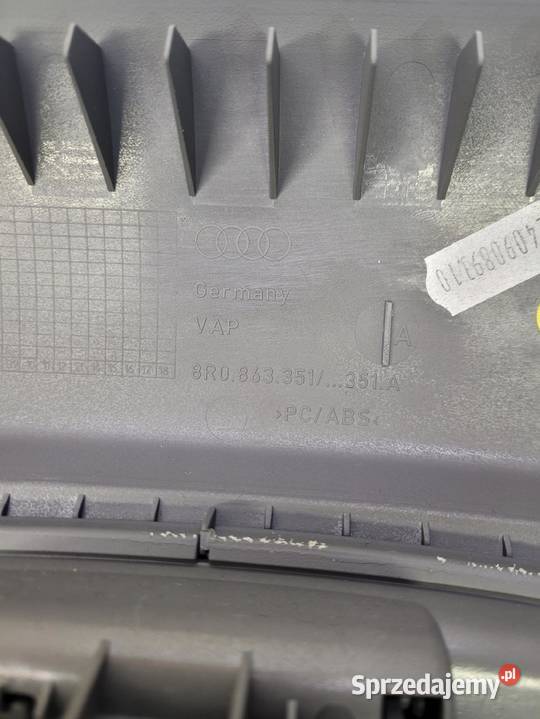 Germany
VAP
A
8R0.863.351/...351.A
>PC/ABS<
Sprzedajemy.pl